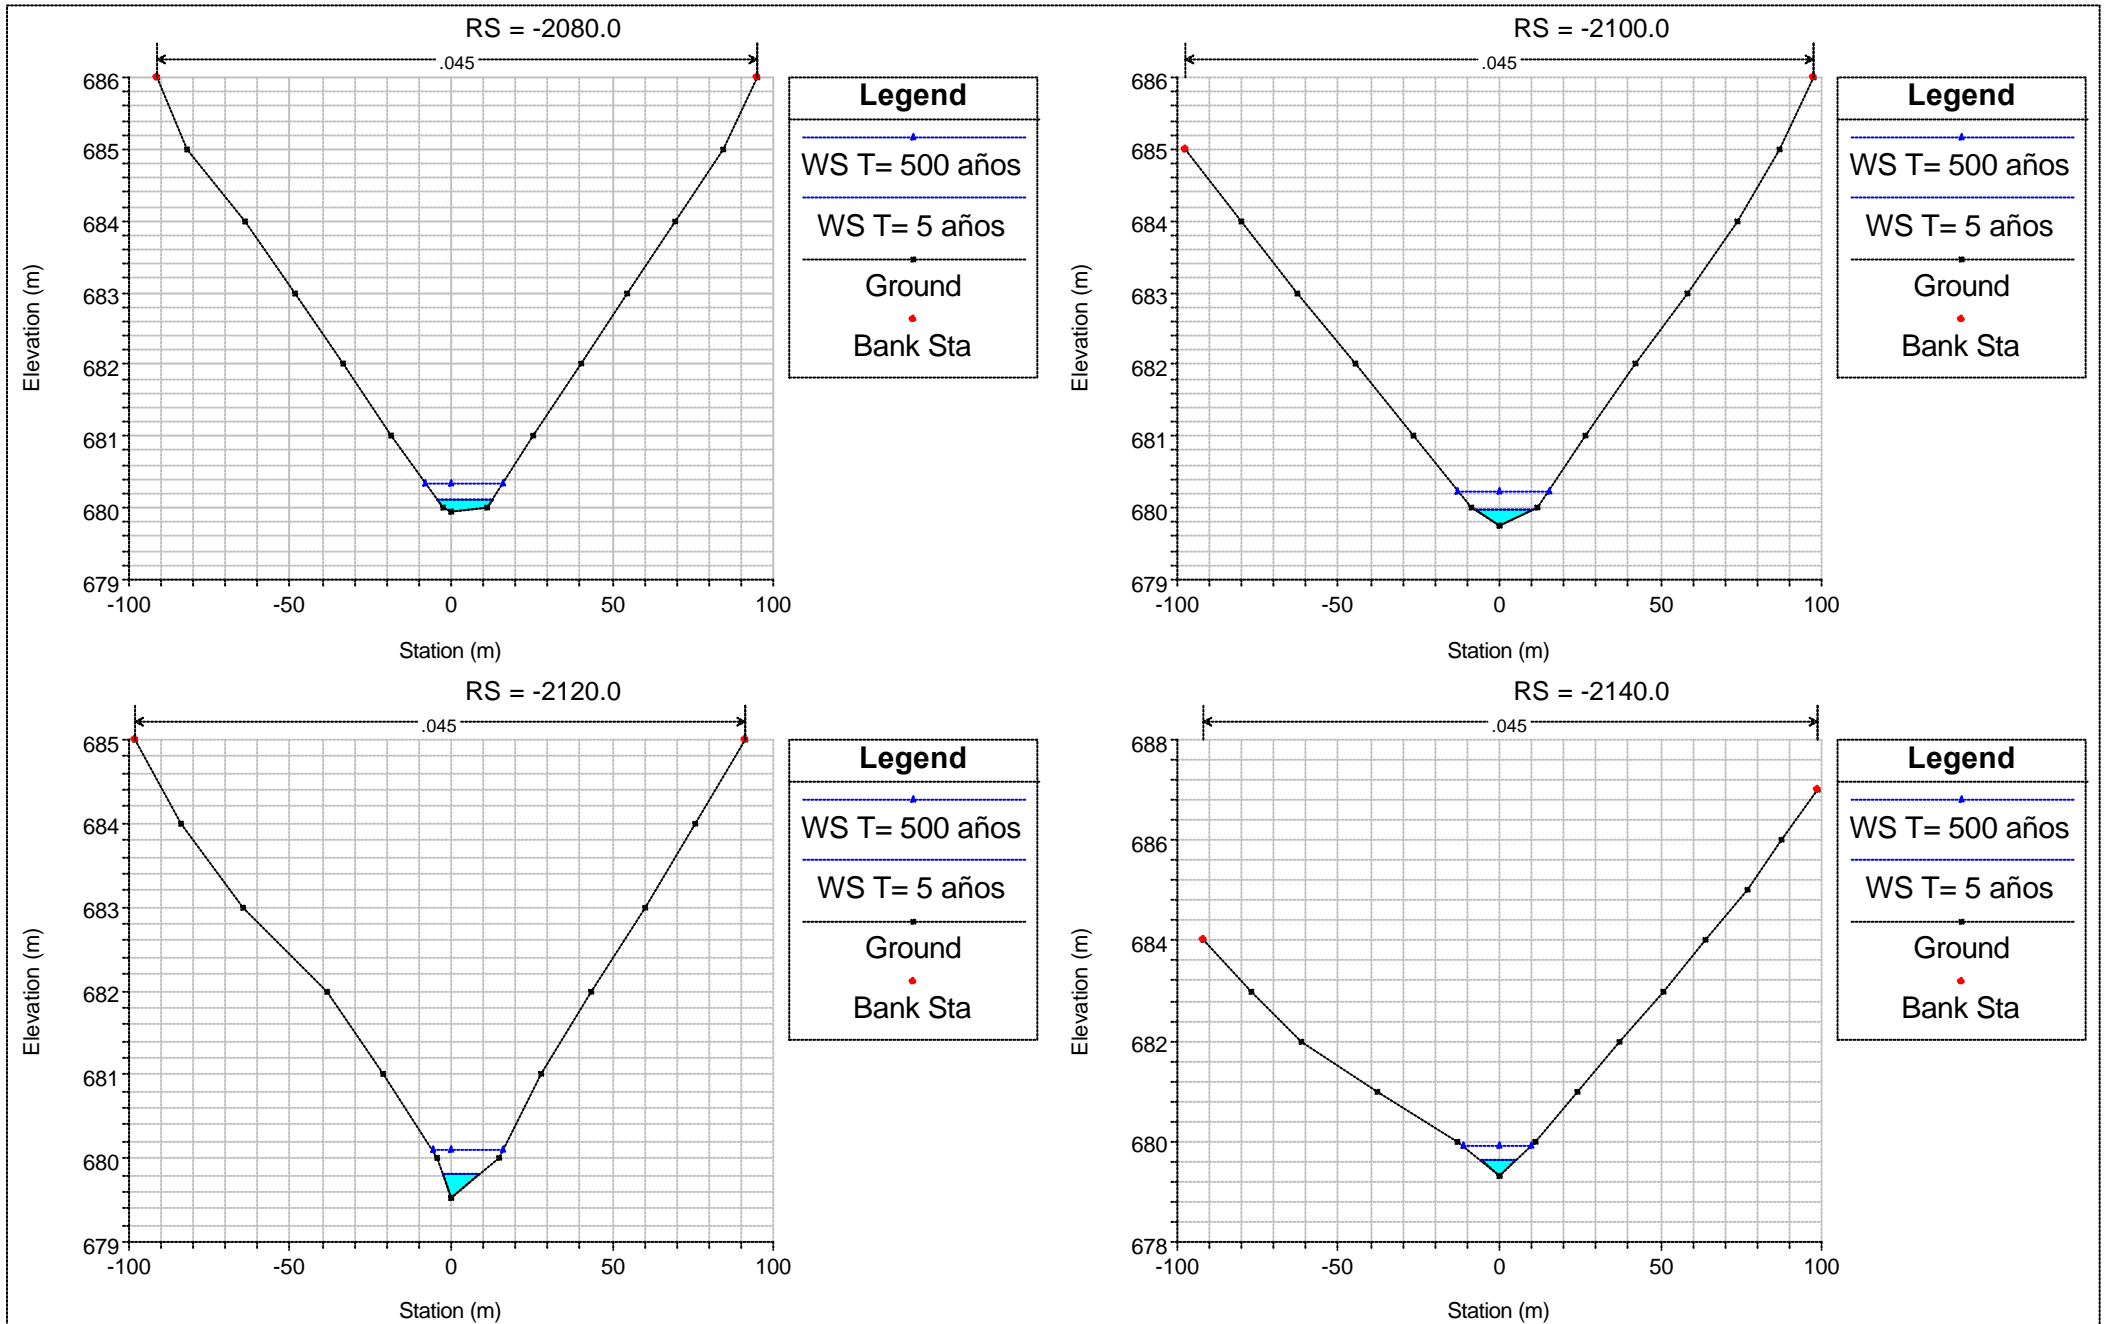 RS = -2080.0
.045
686
685
684
683
682
681
680
679
-100
-50
0
50
100
Elevation (m)
Station (m)
Legend
WS T= 500 años
WS T= 5 años
Ground
Bank Sta
RS = -2100.0
.045
686
685
684
683
682
681
680
679
-100
-50
0
50
100
Elevation (m)
Station (m)
Legend
WS T= 500 años
WS T= 5 años
Ground
Bank Sta
RS = -2120.0
.045
685
684
683
682
681
680
679
-100
-50
0
50
100
Elevation (m)
Station (m)
Legend
WS T= 500 años
WS T= 5 años
Ground
Bank Sta
RS = -2140.0
.045
688
686
684
682
680
678
-100
-50
0
50
100
Elevation (m)
Station (m)
Legend
WS T= 500 años
WS T= 5 años
Ground
Bank Sta